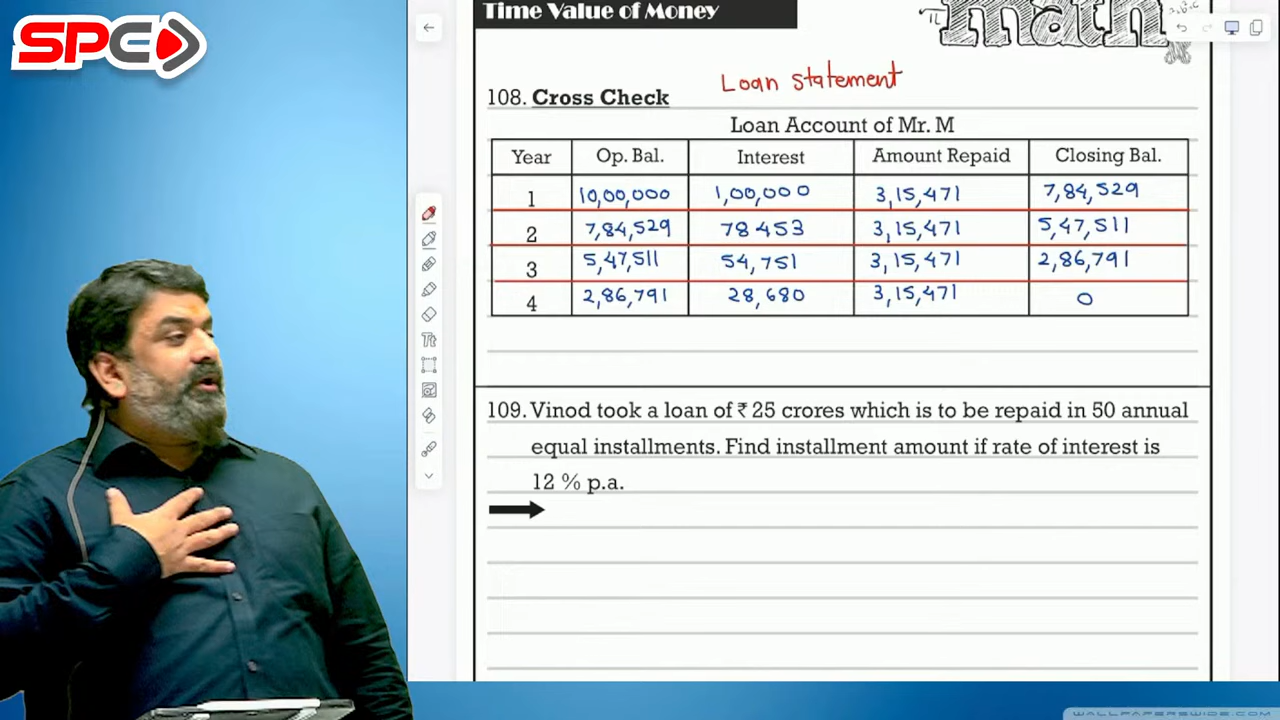 SPC
Time Value of Money
π
math
Loan Statement
108. Cross Check
Loan Account of Mr. M
Year Op. Bal. Interest Amount Repaid Closing Bal.
1 10,00,000 1,00,000 3,15,471 7,84,529
2 7,84,529 78453 3,15,471 5,47,511
3 5,47,511 54,751 3,15,471 2,86,791
4 2,86,791 28,680 3,15,471 0
109. Vinod took a loan of ₹ 25 crores which is to be repaid in 50 annual
equal installments. Find installment amount if rate of interest is
12 % p.a.
Tt
WALLPAPERSWIDE.COM